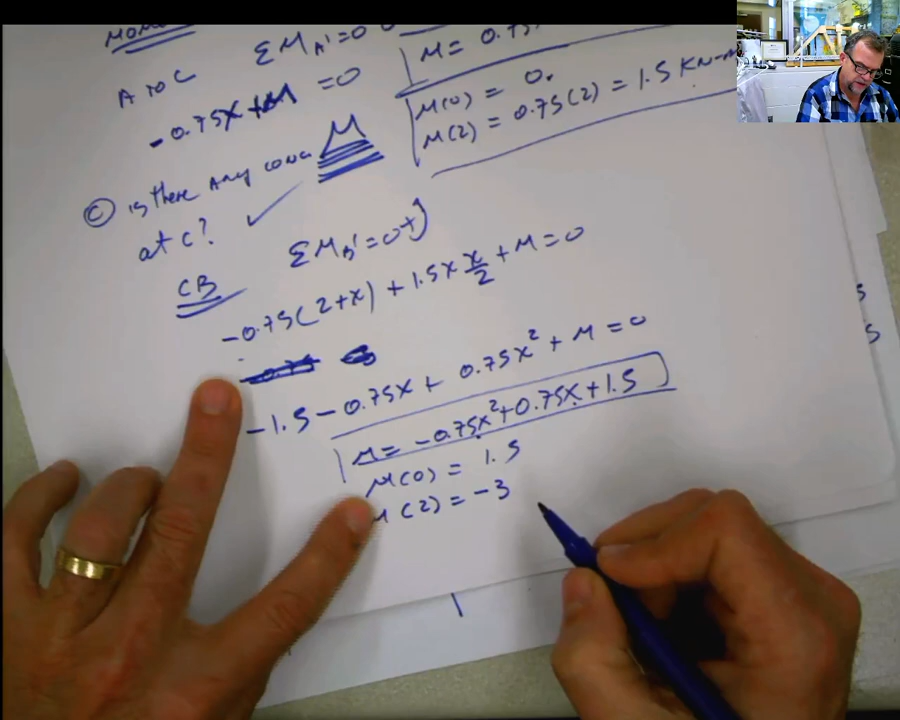 MOM
A TO C ΣM_A' = 0
M = 0.75
-0.75x + M = 0
M(0) = 0.
M(2) = 0.75(2) = 1.5 KN-m
M
© is there Any conc
at C?
ΣM_B' = 0 +)
CB
-0.75(2+x) + 1.5x x/2 + M = 0
-1.5 - 0.75x + 0.75x² + M = 0
M = -0.75x² + 0.75x + 1.5
M(0) = 1.5
M(2) = -3